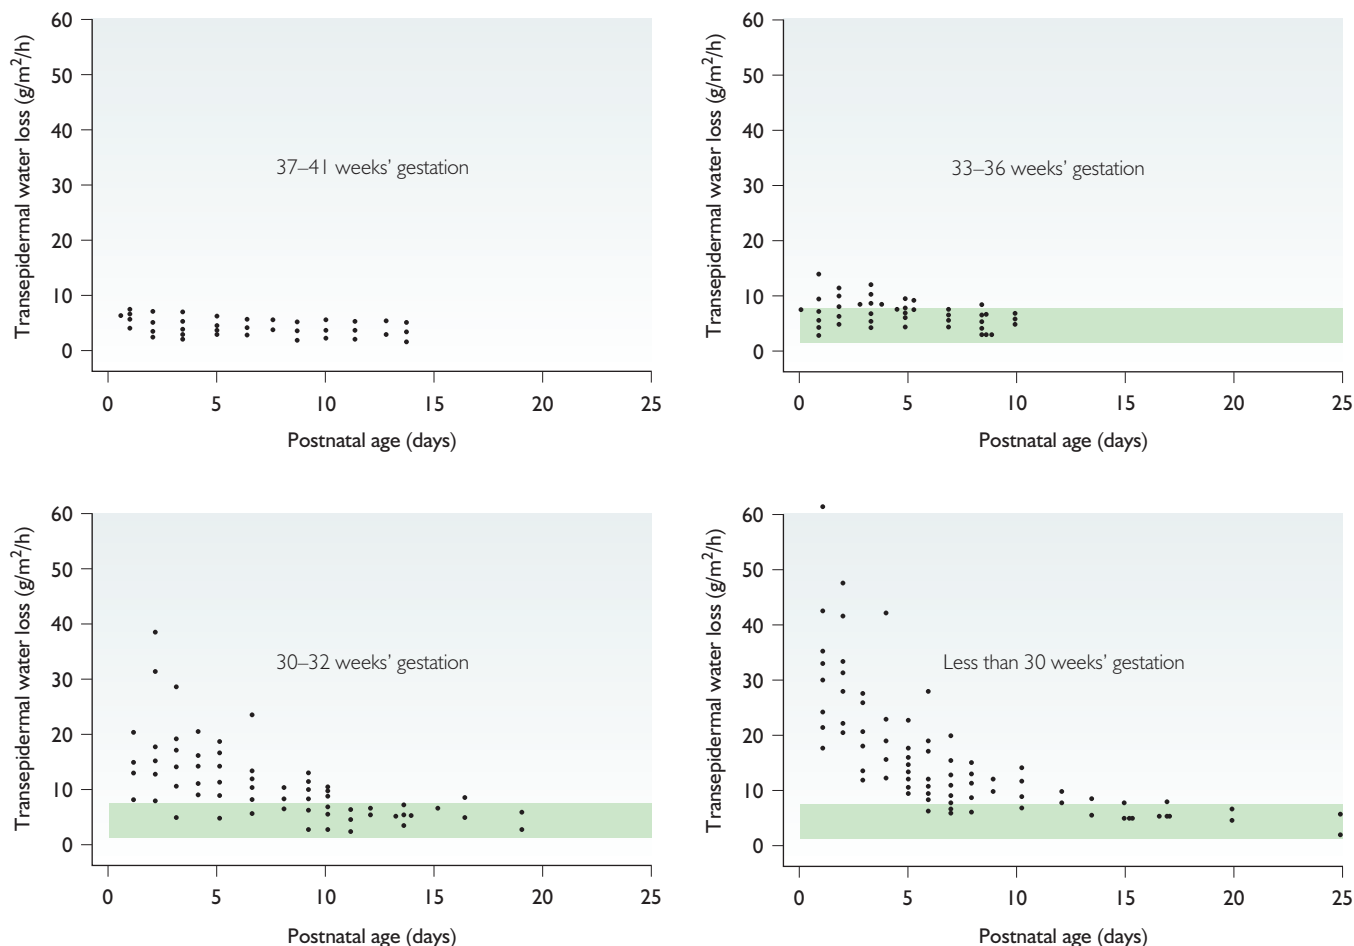 Transepidermal water loss (g/m²/h)
60
50
40
30
20
10
0
37–41 weeks’ gestation
0 5 10 15 20 25
Postnatal age (days)
Transepidermal water loss (g/m²/h)
60
50
40
30
20
10
0
33–36 weeks’ gestation
0 5 10 15 20 25
Postnatal age (days)
Transepidermal water loss (g/m²/h)
60
50
40
30
20
10
0
30–32 weeks’ gestation
0 5 10 15 20 25
Postnatal age (days)
Transepidermal water loss (g/m²/h)
60
50
40
30
20
10
0
Less than 30 weeks’ gestation
0 5 10 15 20 25
Postnatal age (days)